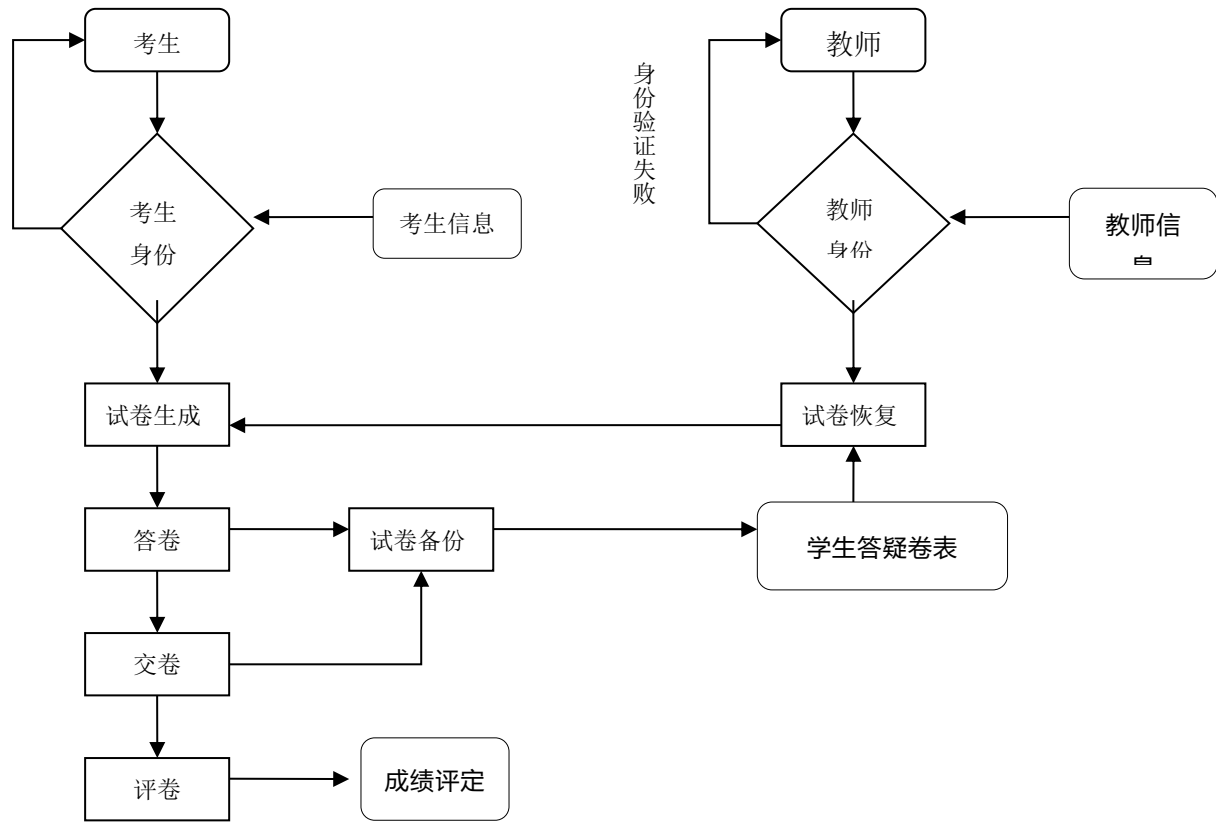 考生
教师
身份验证失败
考生
身份
考生信息
教师
身份
教师信
息
试卷生成
试卷恢复
答卷
试卷备份
学生答疑卷表
交卷
评卷
成绩评定